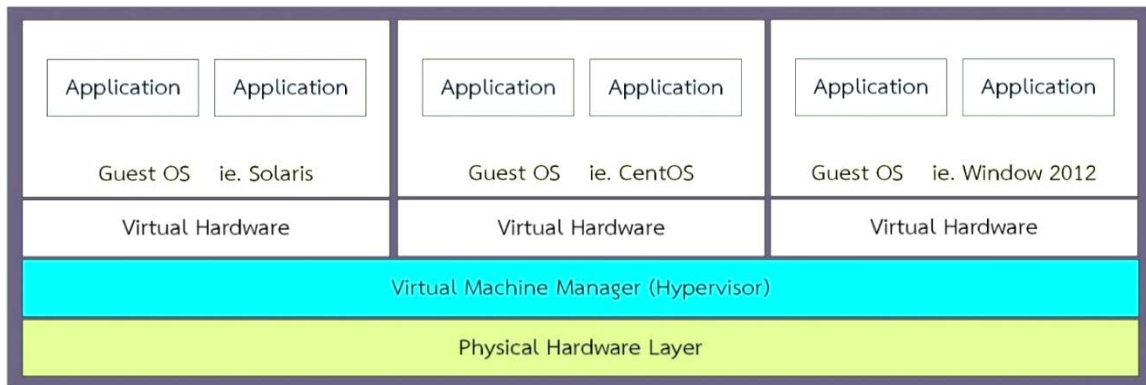 Application Application Application Application Application Application
Guest OS ie. Solaris Guest OS ie. CentOS Guest OS ie. Window 2012
Virtual Hardware Virtual Hardware Virtual Hardware
Virtual Machine Manager (Hypervisor)
Physical Hardware Layer